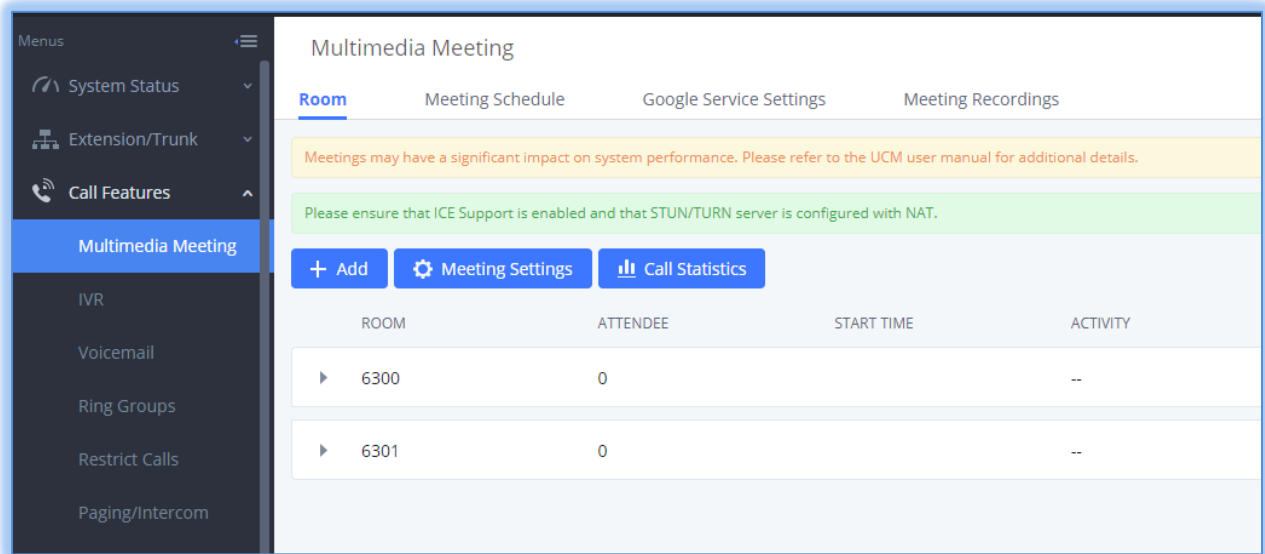 Menus
System Status
Extension/Trunk
Call Features
Multimedia Meeting
IVR
Voicemail
Ring Groups
Restrict Calls
Paging/Intercom
Multimedia Meeting
Room Meeting Schedule Google Service Settings Meeting Recordings
Meetings may have a significant impact on system performance. Please refer to the UCM user manual for additional details.
Please ensure that ICE Support is enabled and that STUN/TURN server is configured with NAT.
+ Add Meeting Settings Call Statistics
ROOM ATTENDEE START TIME ACTIVITY
6300 0 --
6301 0 --